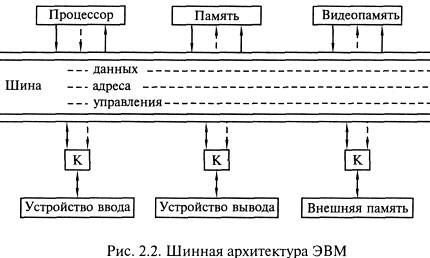 Процессор Память Видеопамять
данных
Шина адреса
управления
К К К
Устройство ввода Устройство вывода Внешняя память
Рис. 2.2. Шинная архитектура ЭВМ